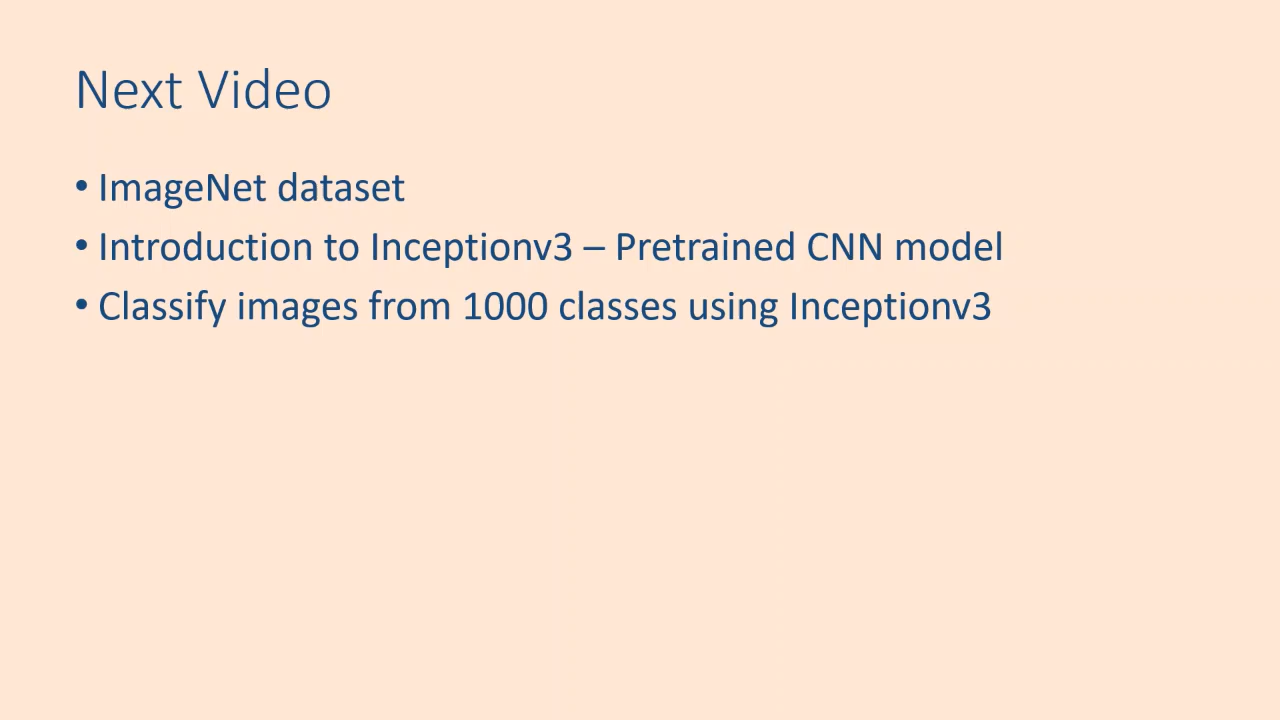 Next Video
• ImageNet dataset
• Introduction to Inceptionv3 – Pretrained CNN model
• Classify images from 1000 classes using Inceptionv3